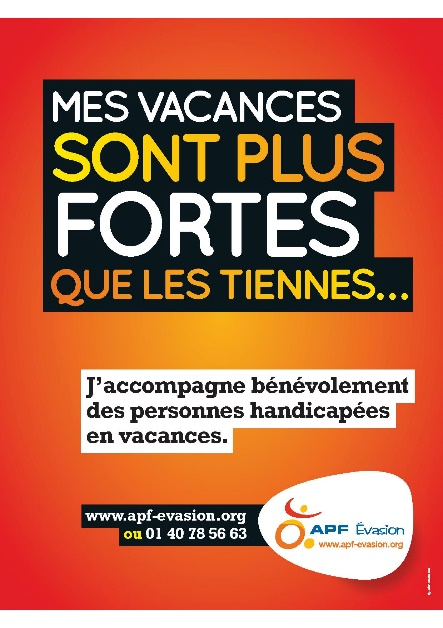 MES VACANCES
SONT PLUS
FORTES
QUE LES TIENNES...
J'accompagne bénévolement
des personnes handicapées
en vacances.
www.apf-evasion.org
ou 01 40 78 56 63
APF Évasion
www.apf-evasion.org